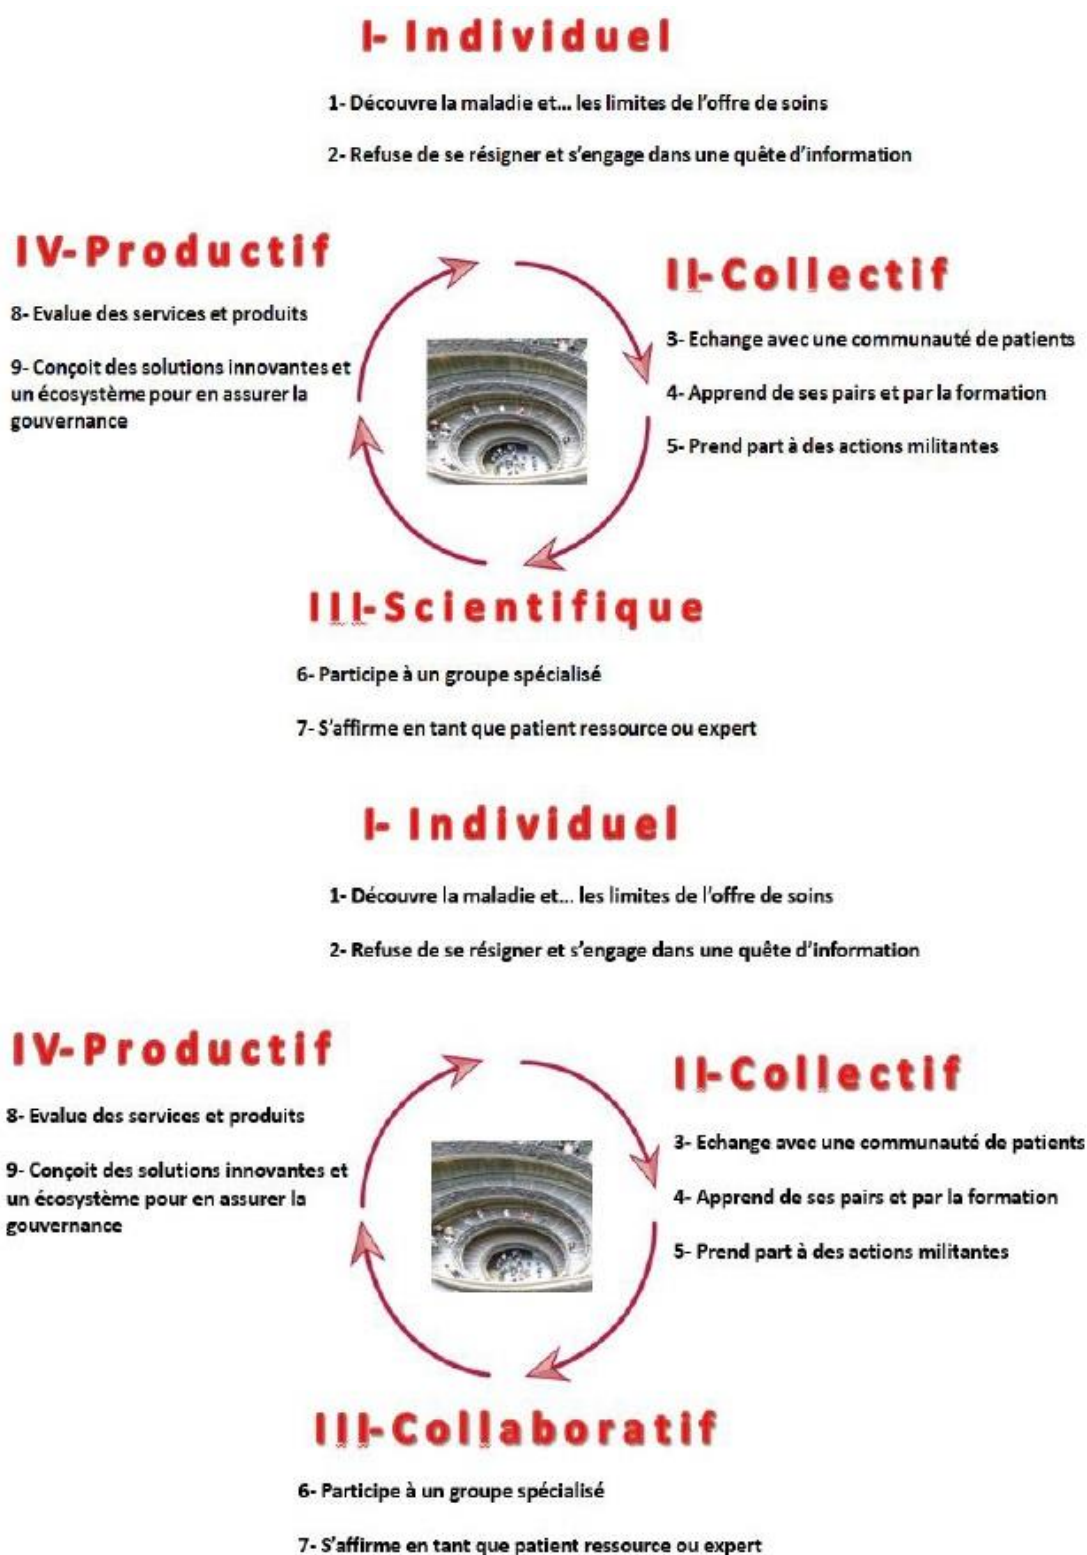 I- Individuel
1- Découvre la maladie et... les limites de l'offre de soins
2- Refuse de se résigner et s'engage dans une quête d'information
IV-Productif
8- Evalue des services et produits
9- Conçoit des solutions innovantes et
un écosystème pour en assurer la
gouvernance
II-Collectif
3- Echange avec une communauté de patients
4- Apprend de ses pairs et par la formation
5- Prend part à des actions militantes
III-Scientifique
6- Participe à un groupe spécialisé
7- S'affirme en tant que patient ressource ou expert
I- Individuel
1- Découvre la maladie et... les limites de l'offre de soins
2- Refuse de se résigner et s'engage dans une quête d'information
IV-Productif
8- Evalue des services et produits
9- Conçoit des solutions innovantes et
un écosystème pour en assurer la
gouvernance
II-Collectif
3- Echange avec une communauté de patients
4- Apprend de ses pairs et par la formation
5- Prend part à des actions militantes
III-Collaboratif
6- Participe à un groupe spécialisé
7- S'affirme en tant que patient ressource ou expert